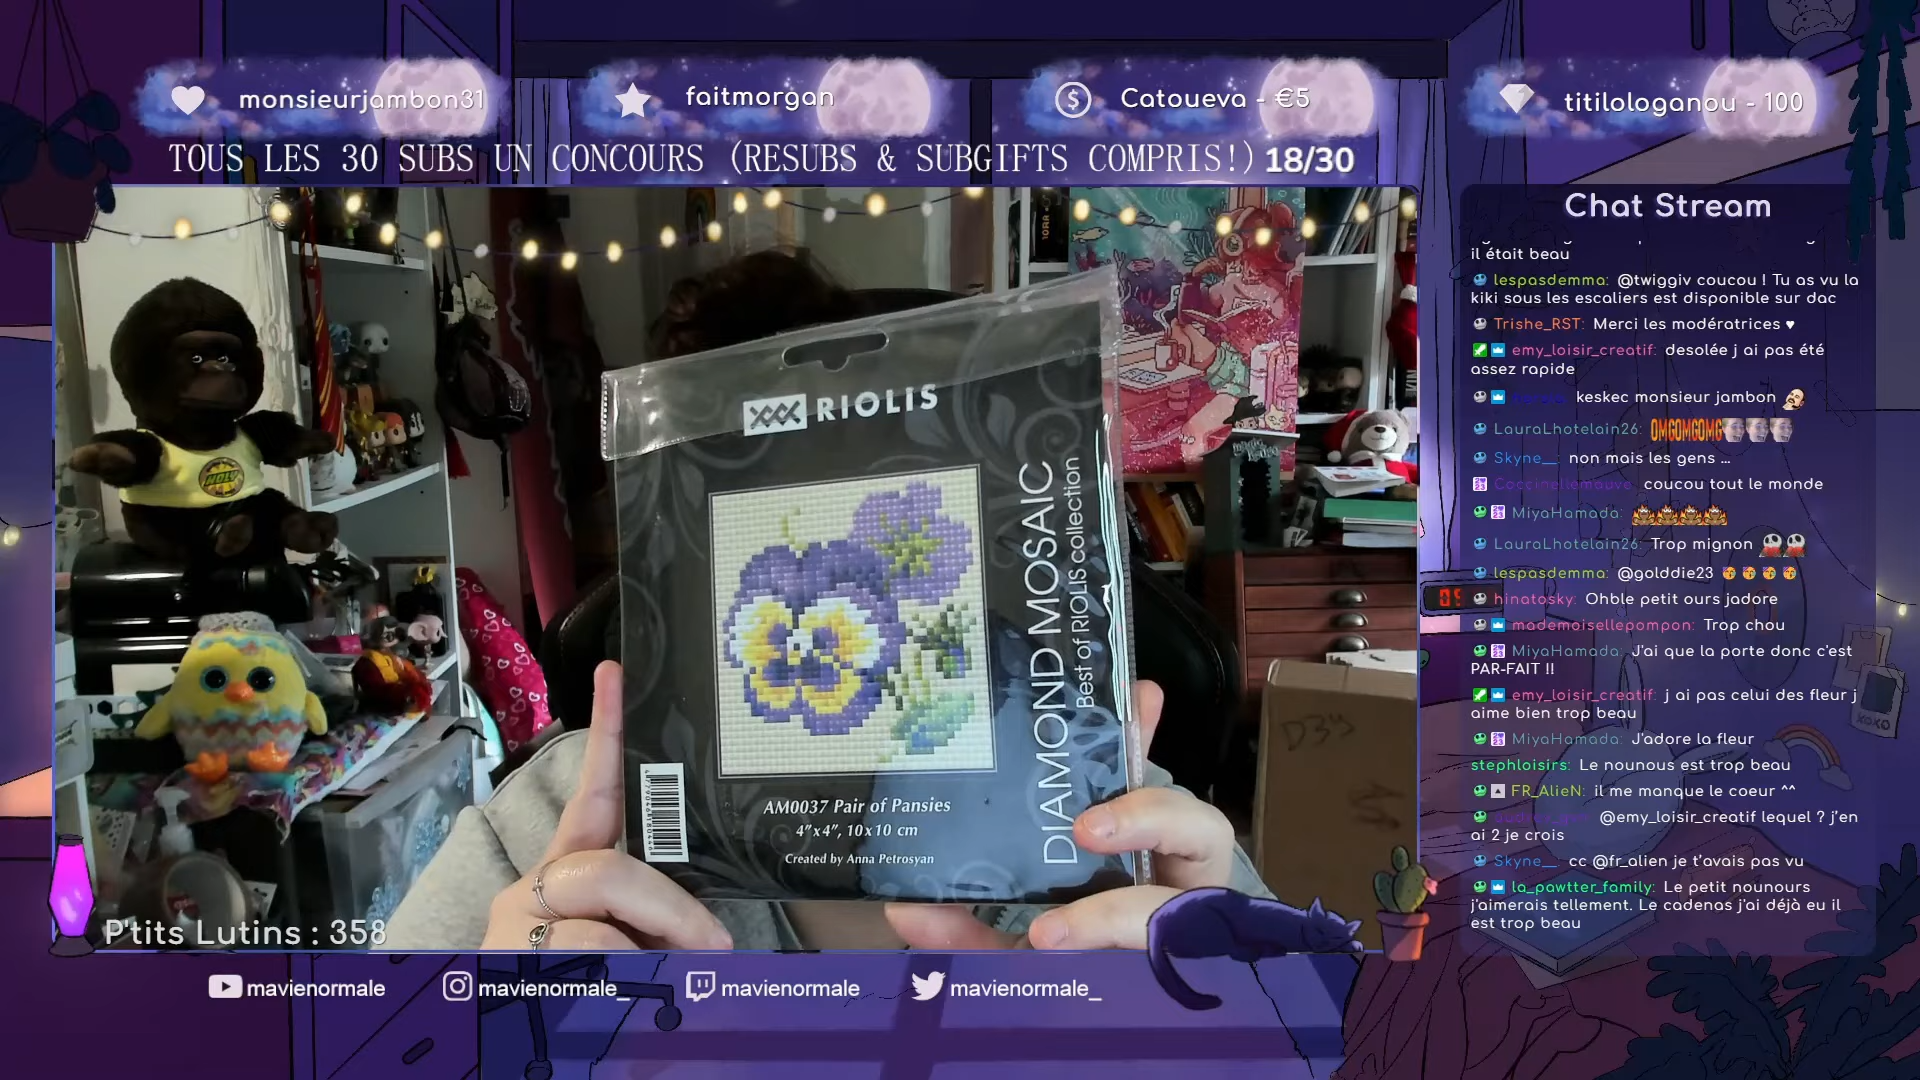 monsieurjambon31
faitmorgan
Catoueva - €5
titilologanou - 100
TOUS LES 30 SUBS UN CONCOURS (RESUBS & SUBGIFTS COMPRIS!) 18/30
RIOLIS
DIAMOND MOSAIC
Best of RIOLIS collection
AM0037 Pair of Pansies
4"x4", 10x10 cm
Created by Anna Petrosyan
HOLY
D3Y
P'tits Lutins : 358
mavienormale
mavienormale_
mavienormale
mavienormale_
Chat Stream
il était beau
lespasdemma: @twiggiv coucou ! Tu as vu la
kiki sous les escaliers est disponible sur dac
Trishe_RST: Merci les modératrices ♥
emy_loisir_creatif: desolée j ai pas été
assez rapide
keskec monsieur jambon
LauraLhotelain26: OMGOMGOMG
Skyne__: non mais les gens ...
Coccinellemauve: coucou tout le monde
MiyaHamada:
LauraLhotelain26: Trop mignon
lespasdemma: @golddie23
hinatosky: Ohble petit ours jadore
mademoisellepompon: Trop chou
MiyaHamada: J'ai que la porte donc c'est
PAR-FAIT !!
emy_loisir_creatif: j ai pas celui des fleur j
aime bien trop beau
MiyaHamada: J'adore la fleur
stephloisirs: Le nounous est trop beau
FR_AlieN: il me manque le coeur ^^
@emy_loisir_creatif lequel ? j'en
ai 2 je crois
Skyne__: cc @fr_alien je t'avais pas vu
la_pawtter_family: Le petit nounours
j'aimerais tellement. Le cadenas j'ai déjà eu il
est trop beau
XOXO